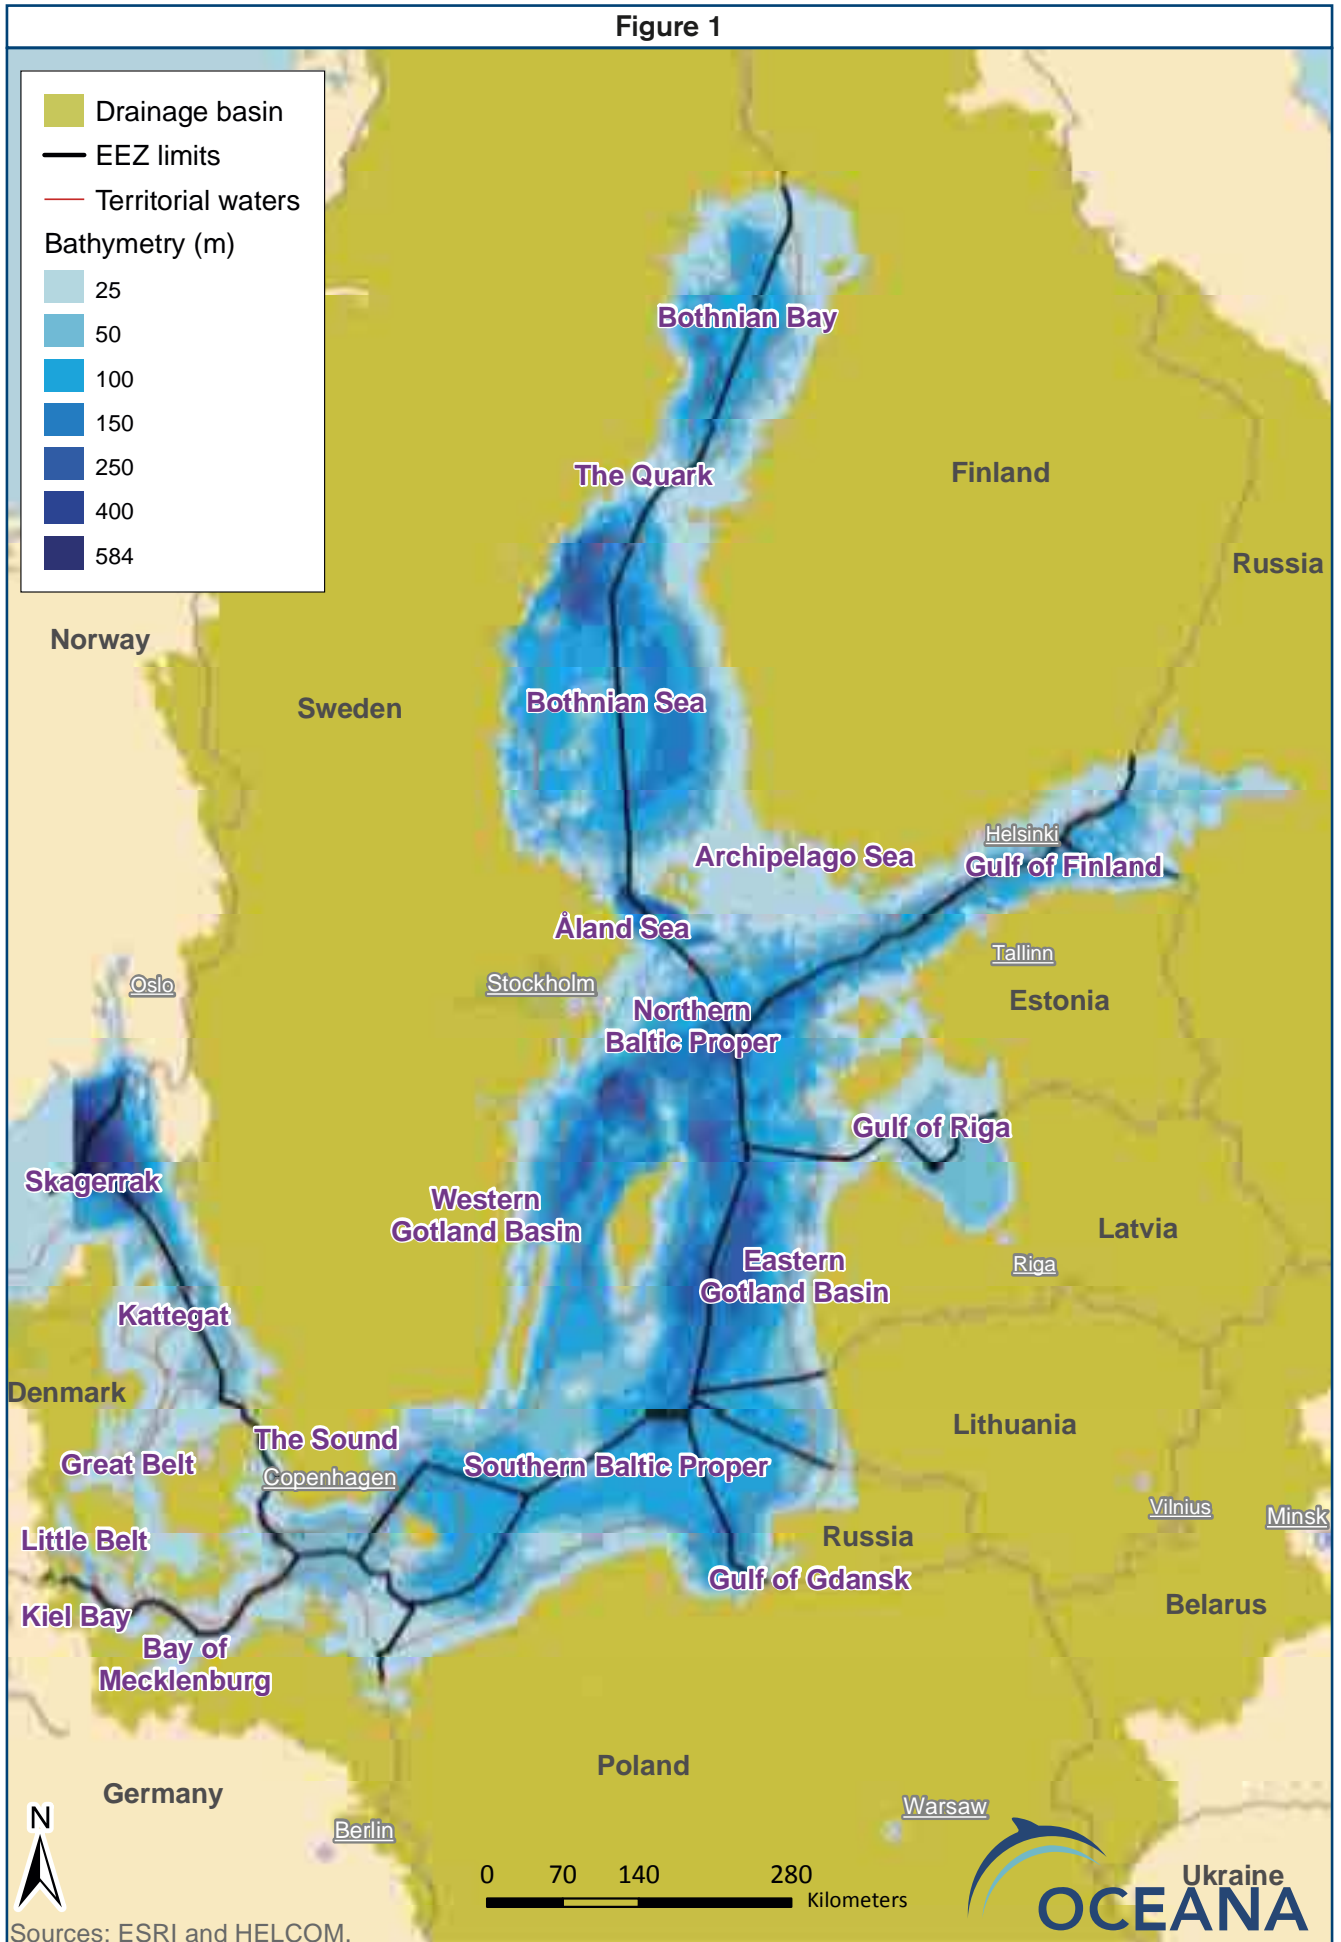 Figure 1
Drainage basin
EEZ limits
Territorial waters
Bathymetry (m)
25
50
100
150
250
400
584
Bothnian Bay
The Quark
Finland
Russia
Norway
Sweden
Bothnian Sea
Helsinki
Archipelago Sea
Gulf of Finland
Åland Sea
Tallinn
Oslo
Stockholm
Estonia
Northern
Baltic Proper
Gulf of Riga
Skagerrak
Western
Gotland Basin
Latvia
Eastern
Gotland Basin
Riga
Kattegat
Denmark
Lithuania
The Sound
Great Belt
Copenhagen
Southern Baltic Proper
Vilnius
Minsk
Little Belt
Russia
Gulf of Gdansk
Kiel Bay
Belarus
Bay of
Mecklenburg
Poland
Germany
Warsaw
N
Berlin
0 70 140 280
Kilometers
Ukraine
OCEANA
Sources: ESRI and HELCOM.